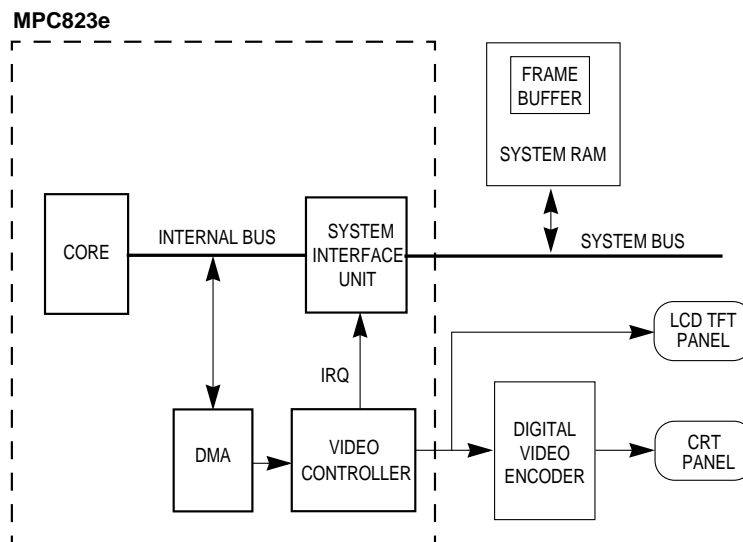 MPC823e
FRAME
BUFFER
SYSTEM RAM
CORE
INTERNAL BUS
SYSTEM
INTERFACE
UNIT
SYSTEM BUS
LCD TFT
PANEL
IRQ
DMA
VIDEO
CONTROLLER
DIGITAL
VIDEO
ENCODER
CRT
PANEL